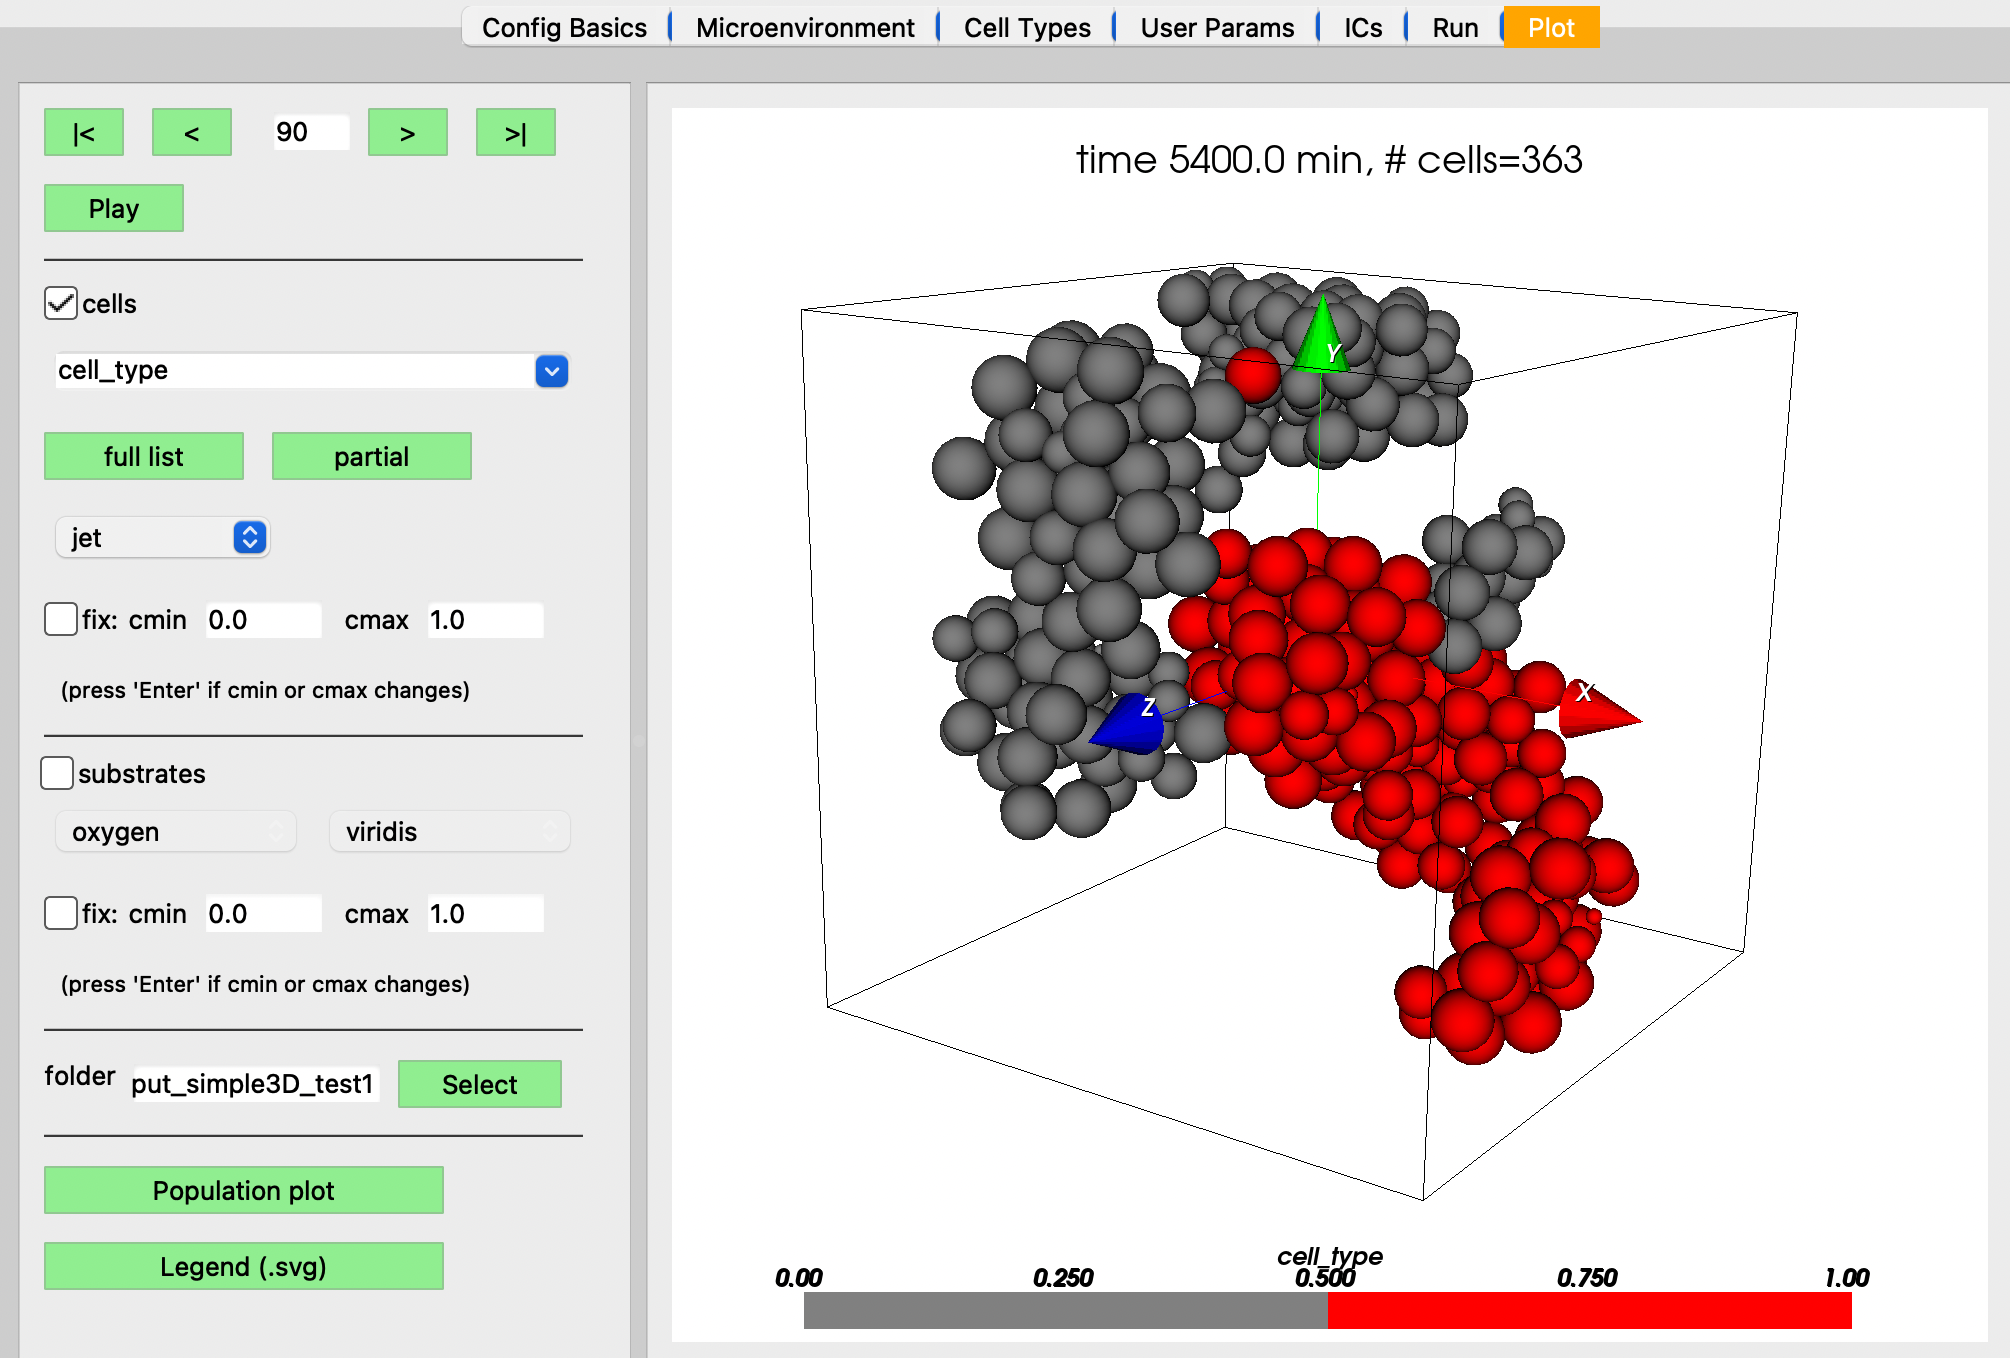 Config Basics Microenvironment Cell Types User Params ICs Run Plot
|< < 90 > >|
Play
cells
cell_type
full list partial
jet
fix: cmin 0.0 cmax 1.0
(press 'Enter' if cmin or cmax changes)
substrates
oxygen viridis
fix: cmin 0.0 cmax 1.0
(press 'Enter' if cmin or cmax changes)
folder put_simple3D_test1 Select
Population plot
Legend (.svg)
time 5400.0 min, # cells=363
Y
X
Z
cell_type
0.00 0.250 0.500 0.750 1.00